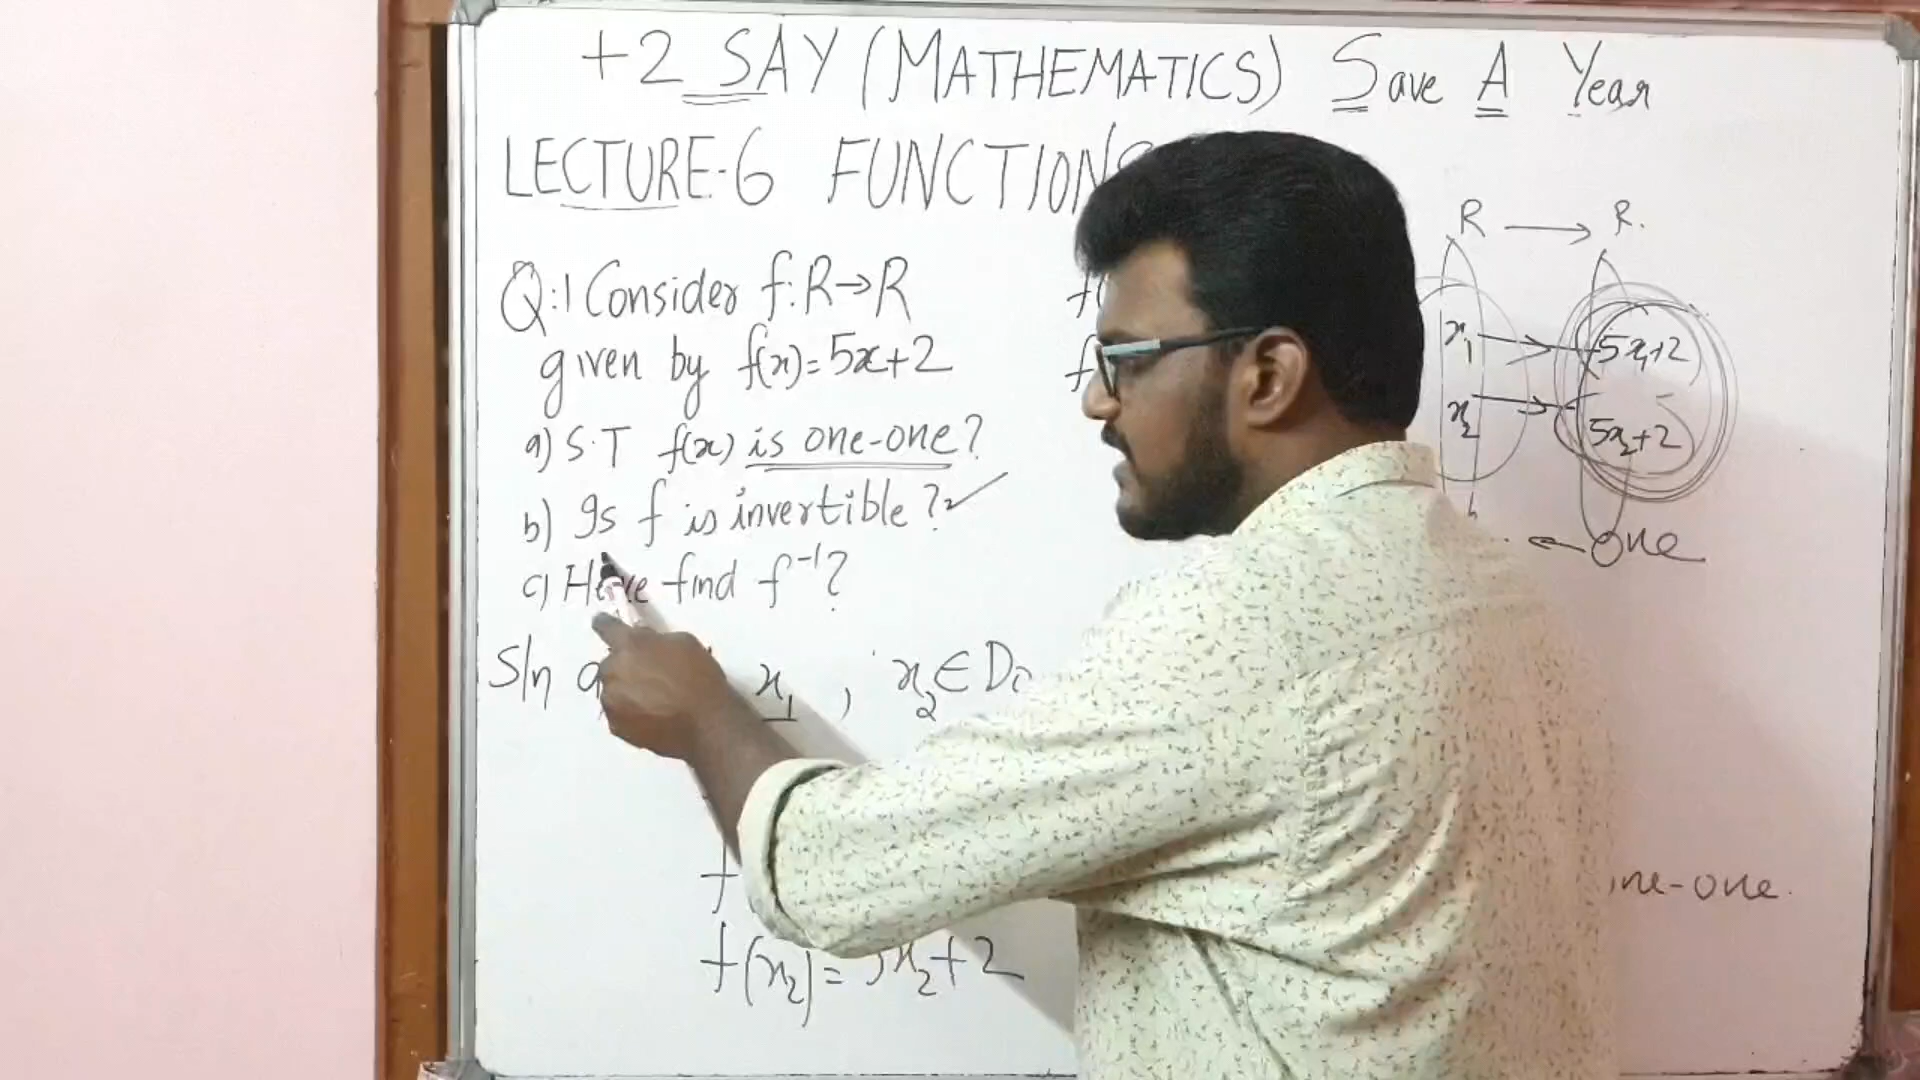 +2 SAY (MATHEMATICS) Save A Year
LECTURE-6 FUNCTION
Q:1 Consider f:R→R
given by f(x)=5x+2
a) S.T f(x) is one-one?
b) Is f is invertible?
c) find f⁻¹?
Sln x₁, x₂∈
f(x₂)=5x₂+2
R → R.
x₁ 5x₁+2
x₂ 5x₂+2
one
one-one.